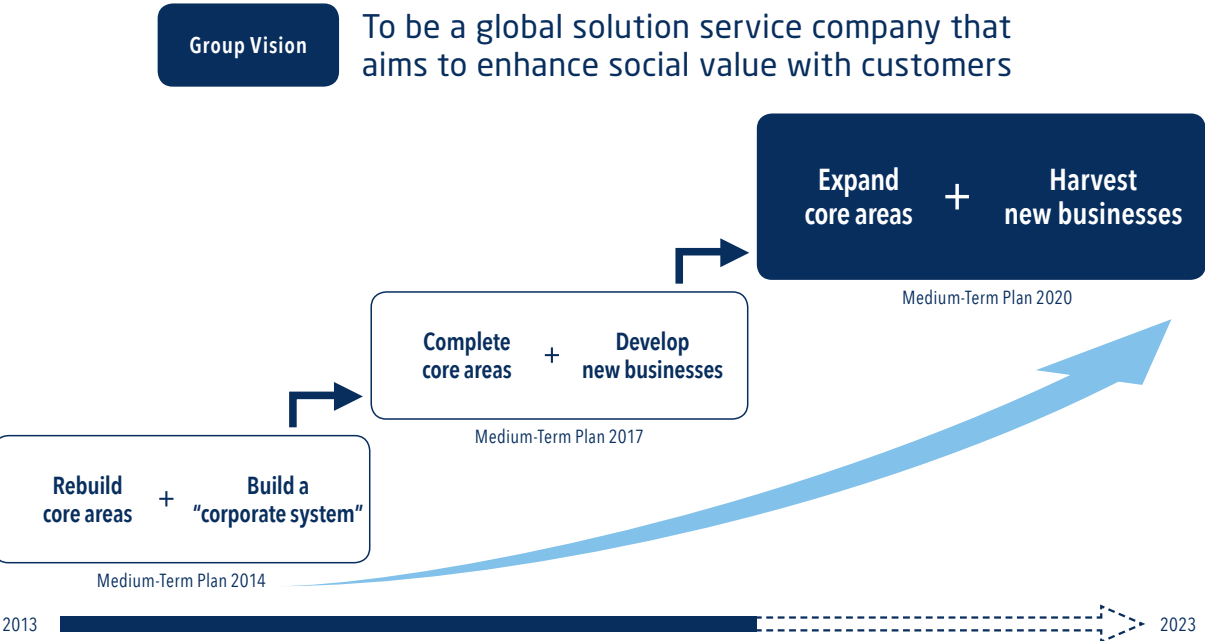 Group Vision
To be a global solution service company that
aims to enhance social value with customers
Expand
core areas
+
Harvest
new businesses
Medium-Term Plan 2020
Complete
core areas
+
Develop
new businesses
Medium-Term Plan 2017
Rebuild
core areas
+
Build a
"corporate system"
Medium-Term Plan 2014
2013
2023